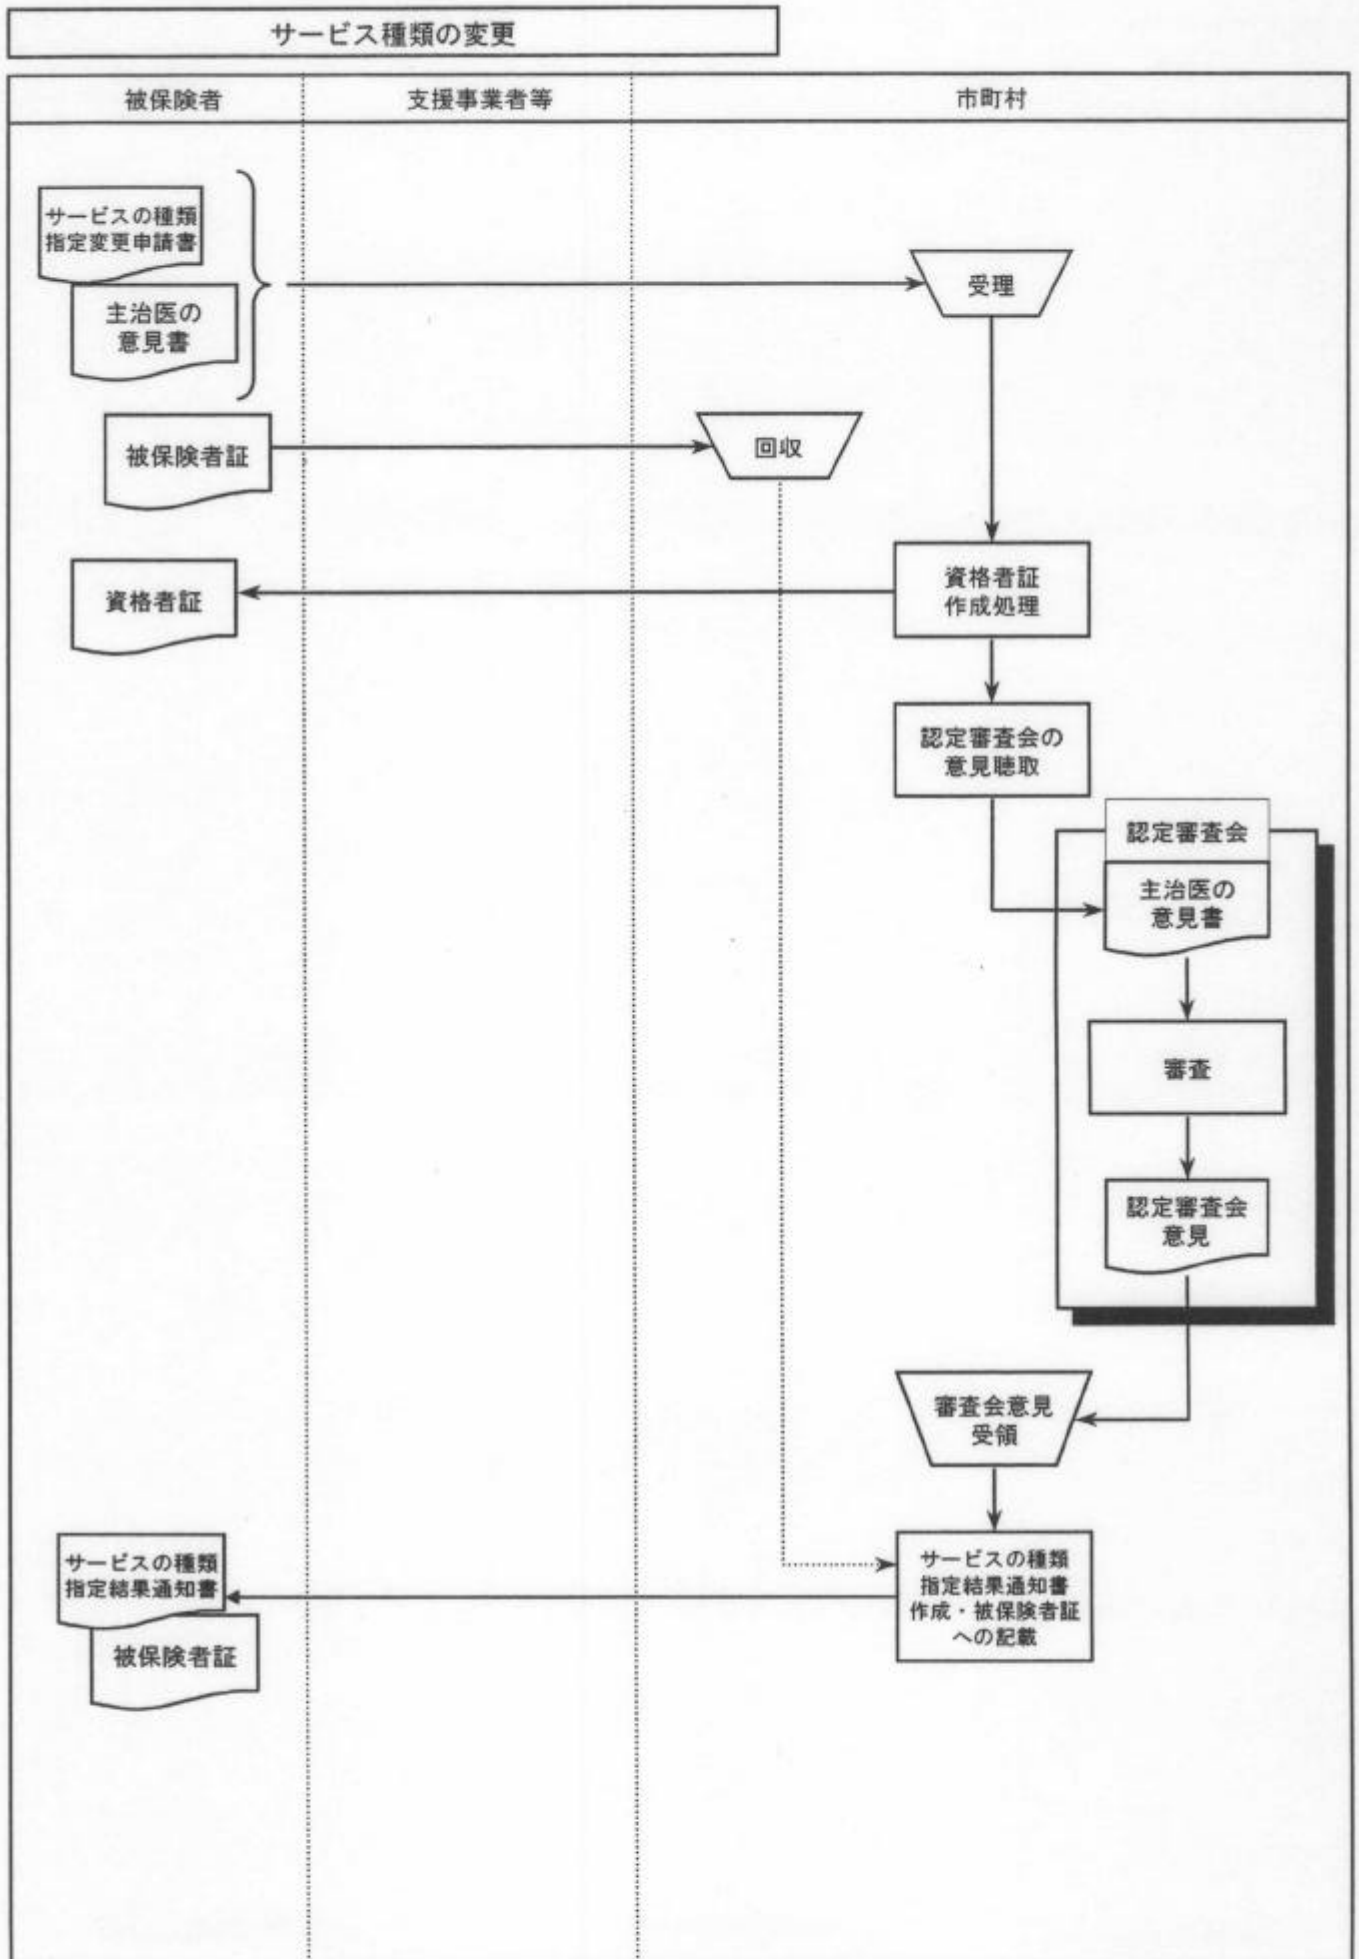 サービス種類の変更
被保険者
支援事業者等
市町村
サービスの種類
指定変更申請書
主治医の
意見書
受理
被保険者証
回収
資格者証
資格者証
作成処理
認定審査会の
意見聴取
認定審査会
主治医の
意見書
審査
認定審査会
意見
審査会意見
受領
サービスの種類
指定結果通知書
被保険者証
サービスの種類
指定結果通知書
作成・被保険者証
への記載